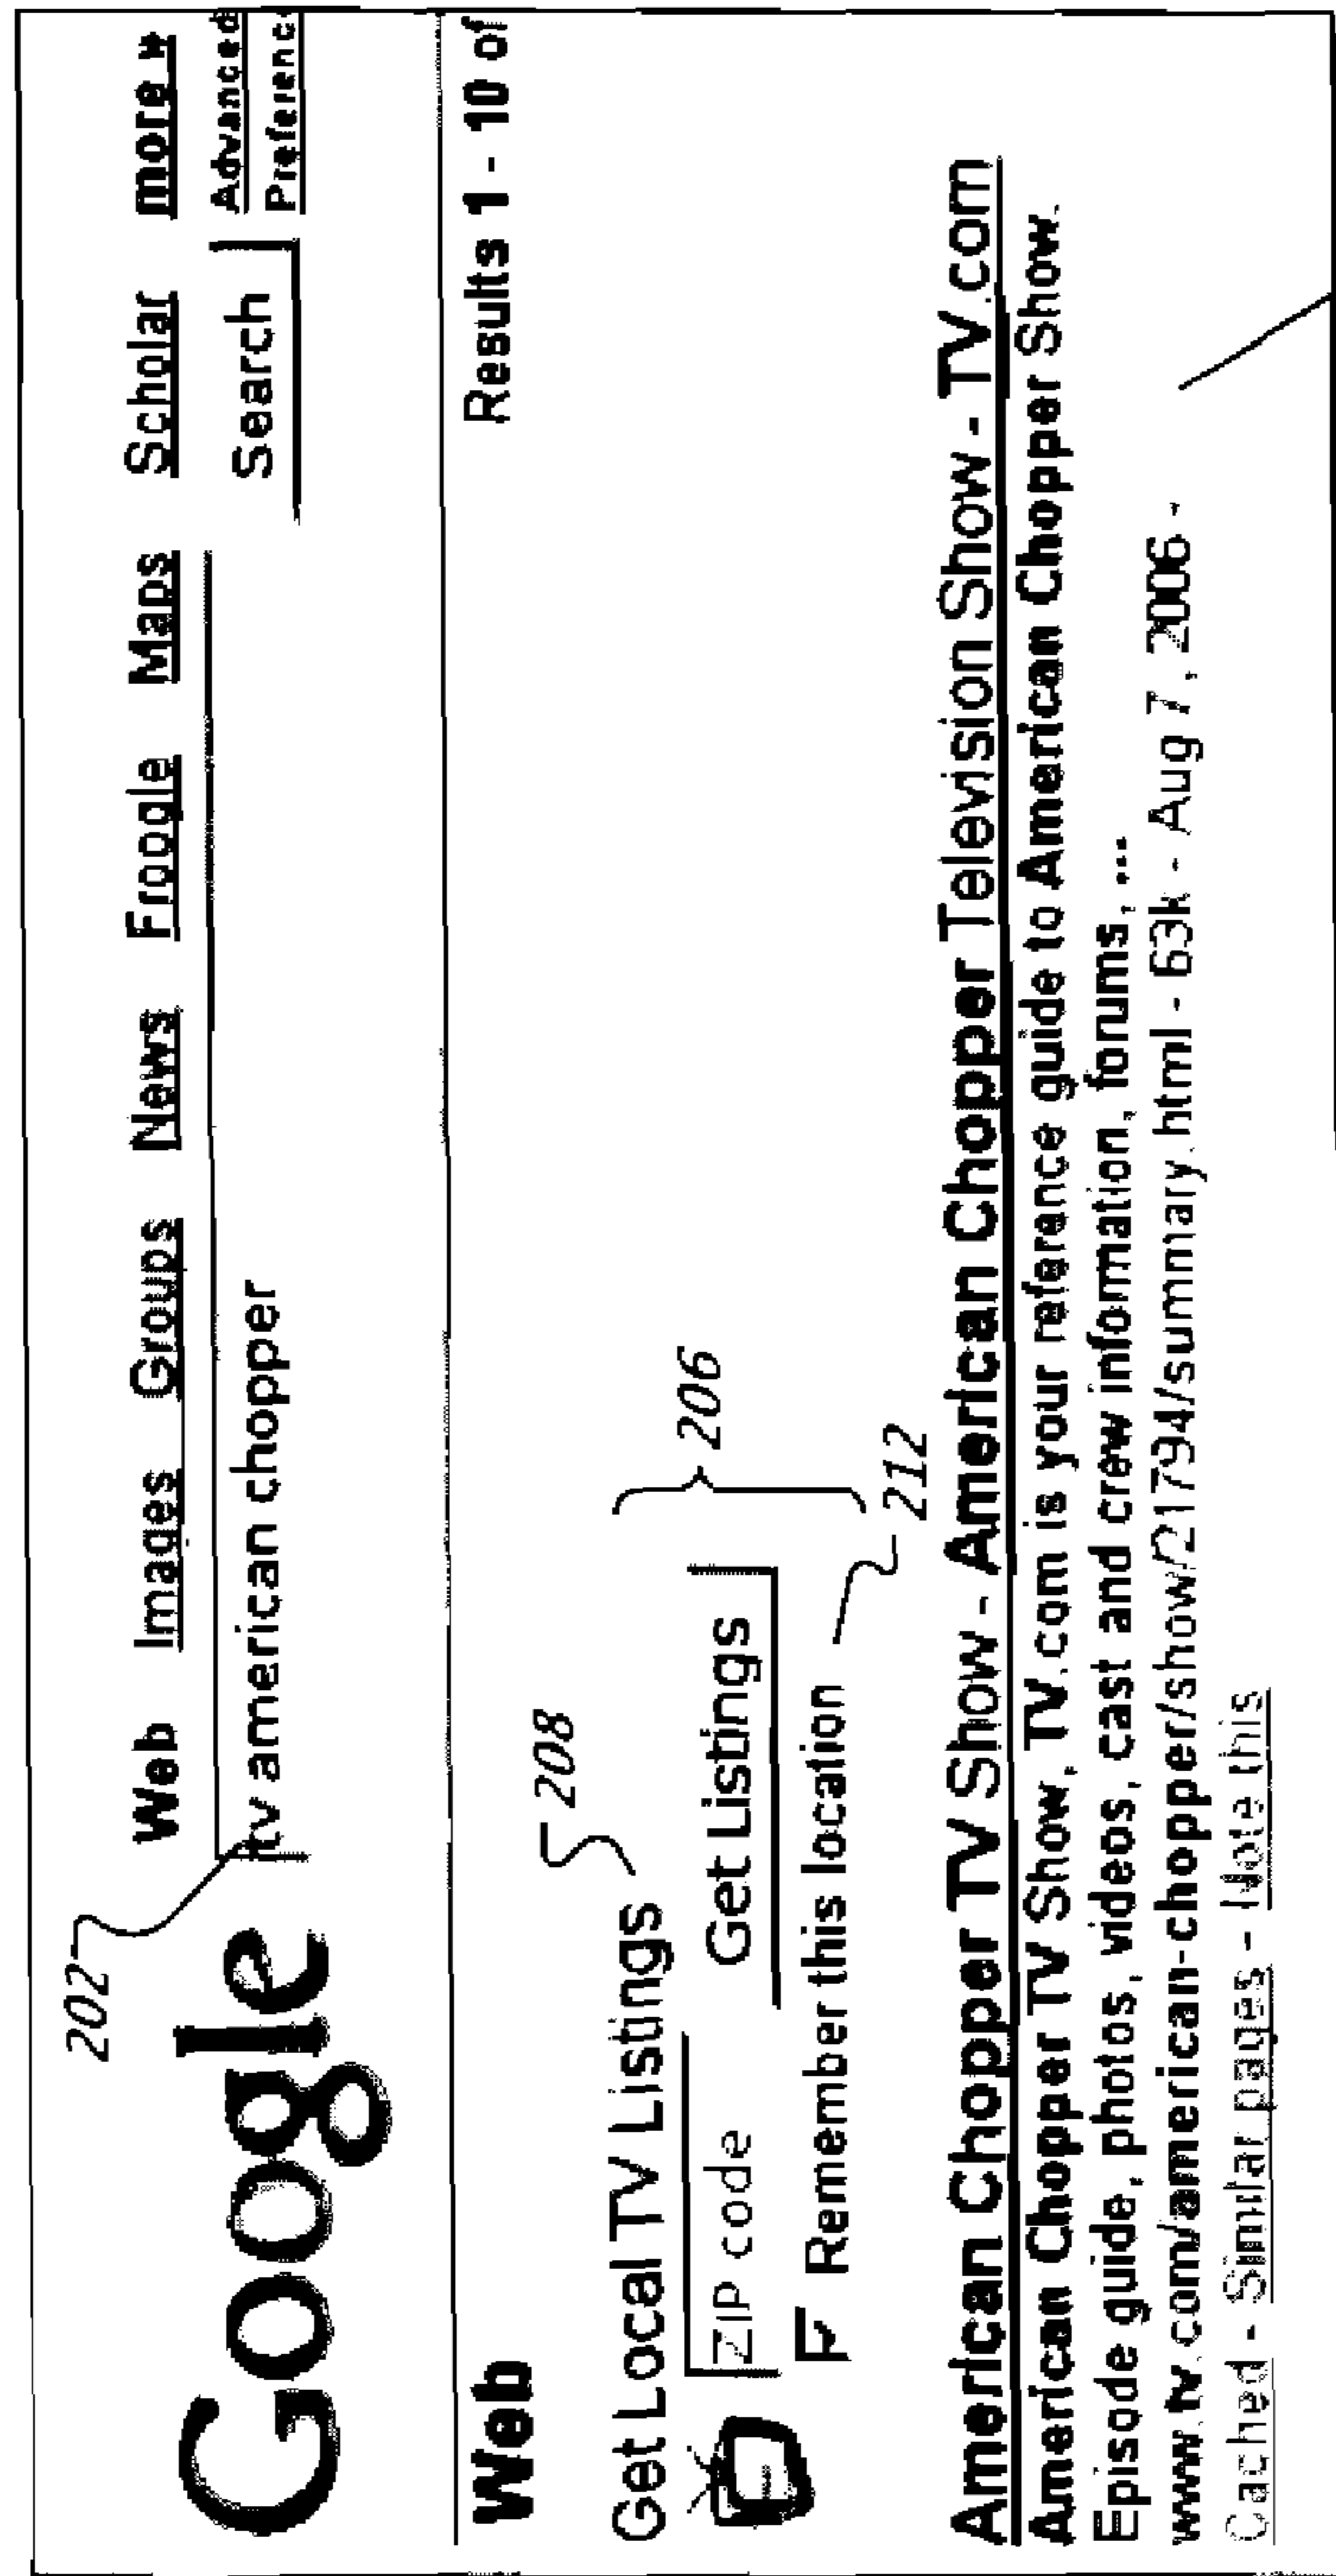 202
Web Images Groups News Froogle Maps Scholar more »
Google tv american chopper Search Advanced
Preferenc
Web Results 1 - 10 of
208
Get Local TV Listings
206
ZIP code Get Listings
Remember this location
212
American Chopper TV Show - American Chopper Television Show - TV.com
American Chopper TV Show, TV.com is your reference guide to American Chopper Show.
Episode guide, photos, videos, cast and crew information, forums, ...
www.tv.com/american-chopper/show/21794/summary.html - 63k - Aug 7, 2006 -
Cached - Similar pages - Note this